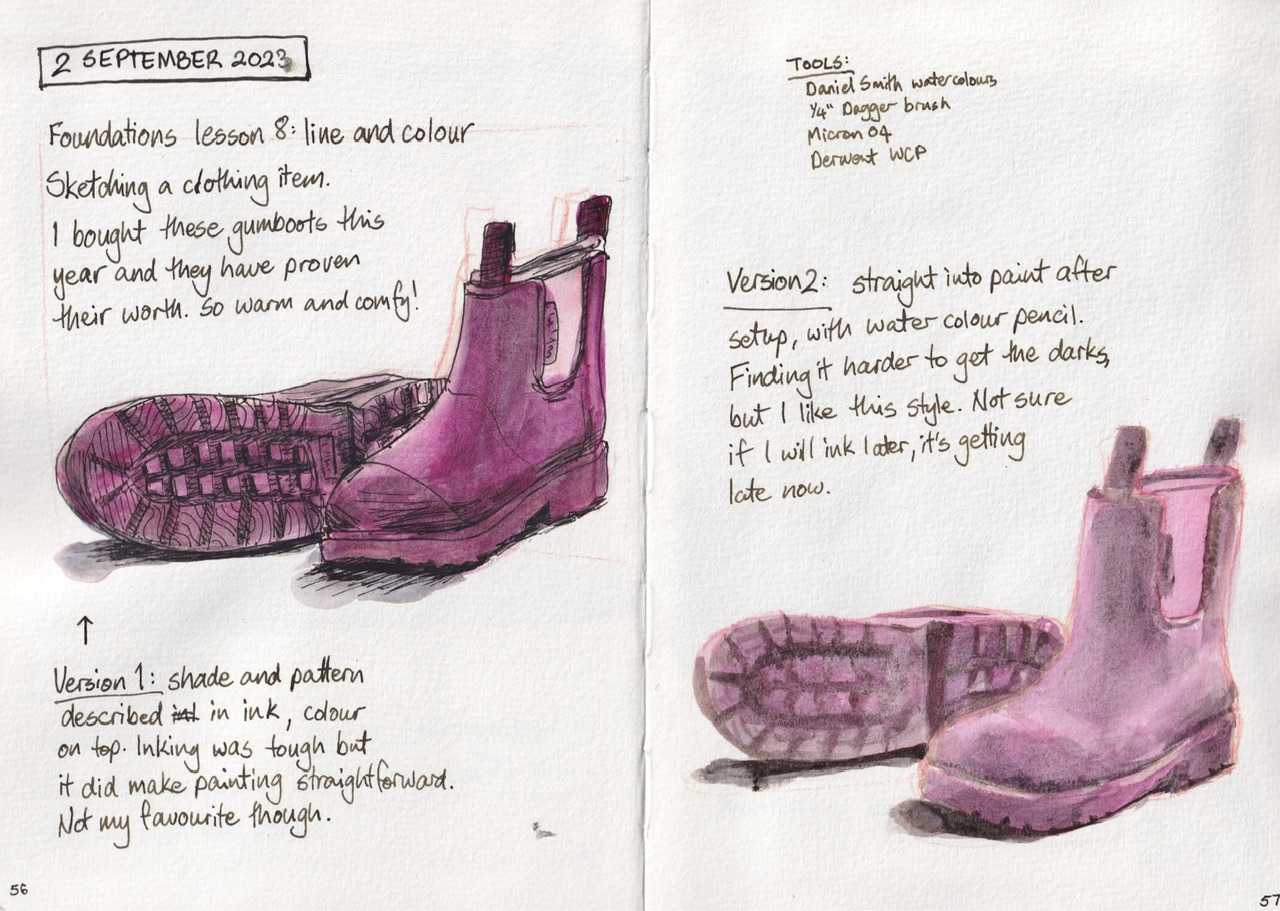 2 SEPTEMBER 2023
Foundations lesson 8: line and colour
Sketching a clothing item.
I bought these gumboots this
year and they have proven
their worth. So warm and comfy!
↑
Version 1: shade and pattern
described int in ink, colour
on top. Inking was tough but
it did make painting straightforward.
Not my favourite though.
56
TOOLS:
Daniel Smith watercolours
1/4" Dagger brush
Micron 04
Derwent WCP
Version 2: straight into paint after
setup, with water colour pencil.
Finding it harder to get the darks,
but I like this style. Not sure
if I will ink later, it's getting
late now.
57